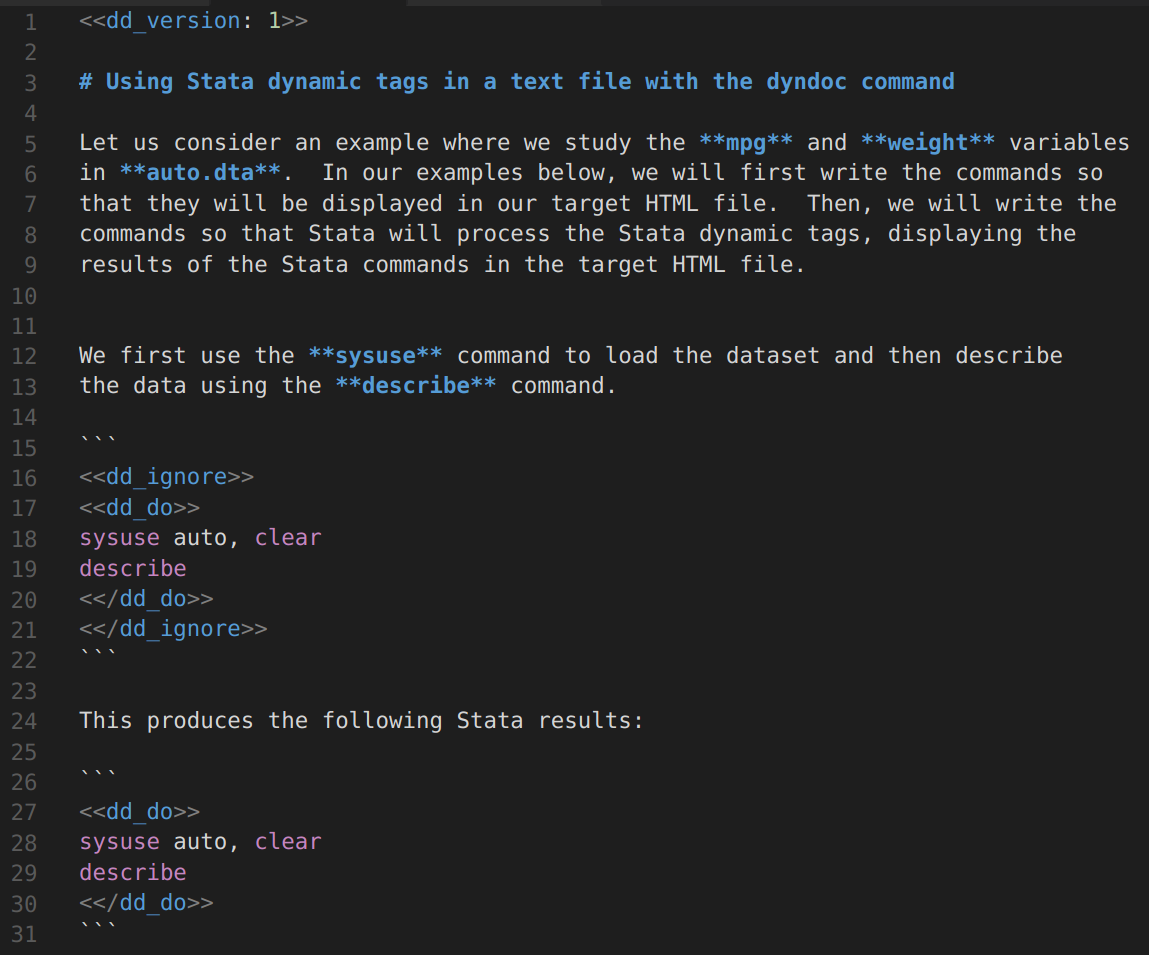 1 <<dd_version: 1>>
2
3 # Using Stata dynamic tags in a text file with the dyndoc command
4
5 Let us consider an example where we study the **mpg** and **weight** variables
6 in **auto.dta**.  In our examples below, we will first write the commands so
7 that they will be displayed in our target HTML file.  Then, we will write the
8 commands so that Stata will process the Stata dynamic tags, displaying the
9 results of the Stata commands in the target HTML file.
10
11
12 We first use the **sysuse** command to load the dataset and then describe
13 the data using the **describe** command.
14
15 ```
16 <<dd_ignore>>
17 <<dd_do>>
18 sysuse auto, clear
19 describe
20 <</dd_do>>
21 <</dd_ignore>>
22 ```
23
24 This produces the following Stata results:
25
26 ```
27 <<dd_do>>
28 sysuse auto, clear
29 describe
30 <</dd_do>>
31 ```